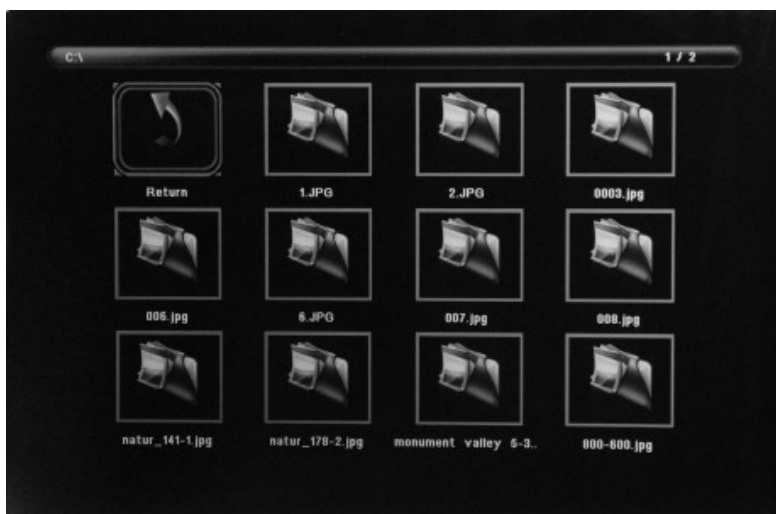 C:\ 1 / 2
Return 1.JPG 2.JPG 0003.jpg
006.jpg 6.JPG 007.jpg 008.jpg
natur_141-1.jpg natur_178-2.jpg monument valley 5-3.. 800-600.jpg